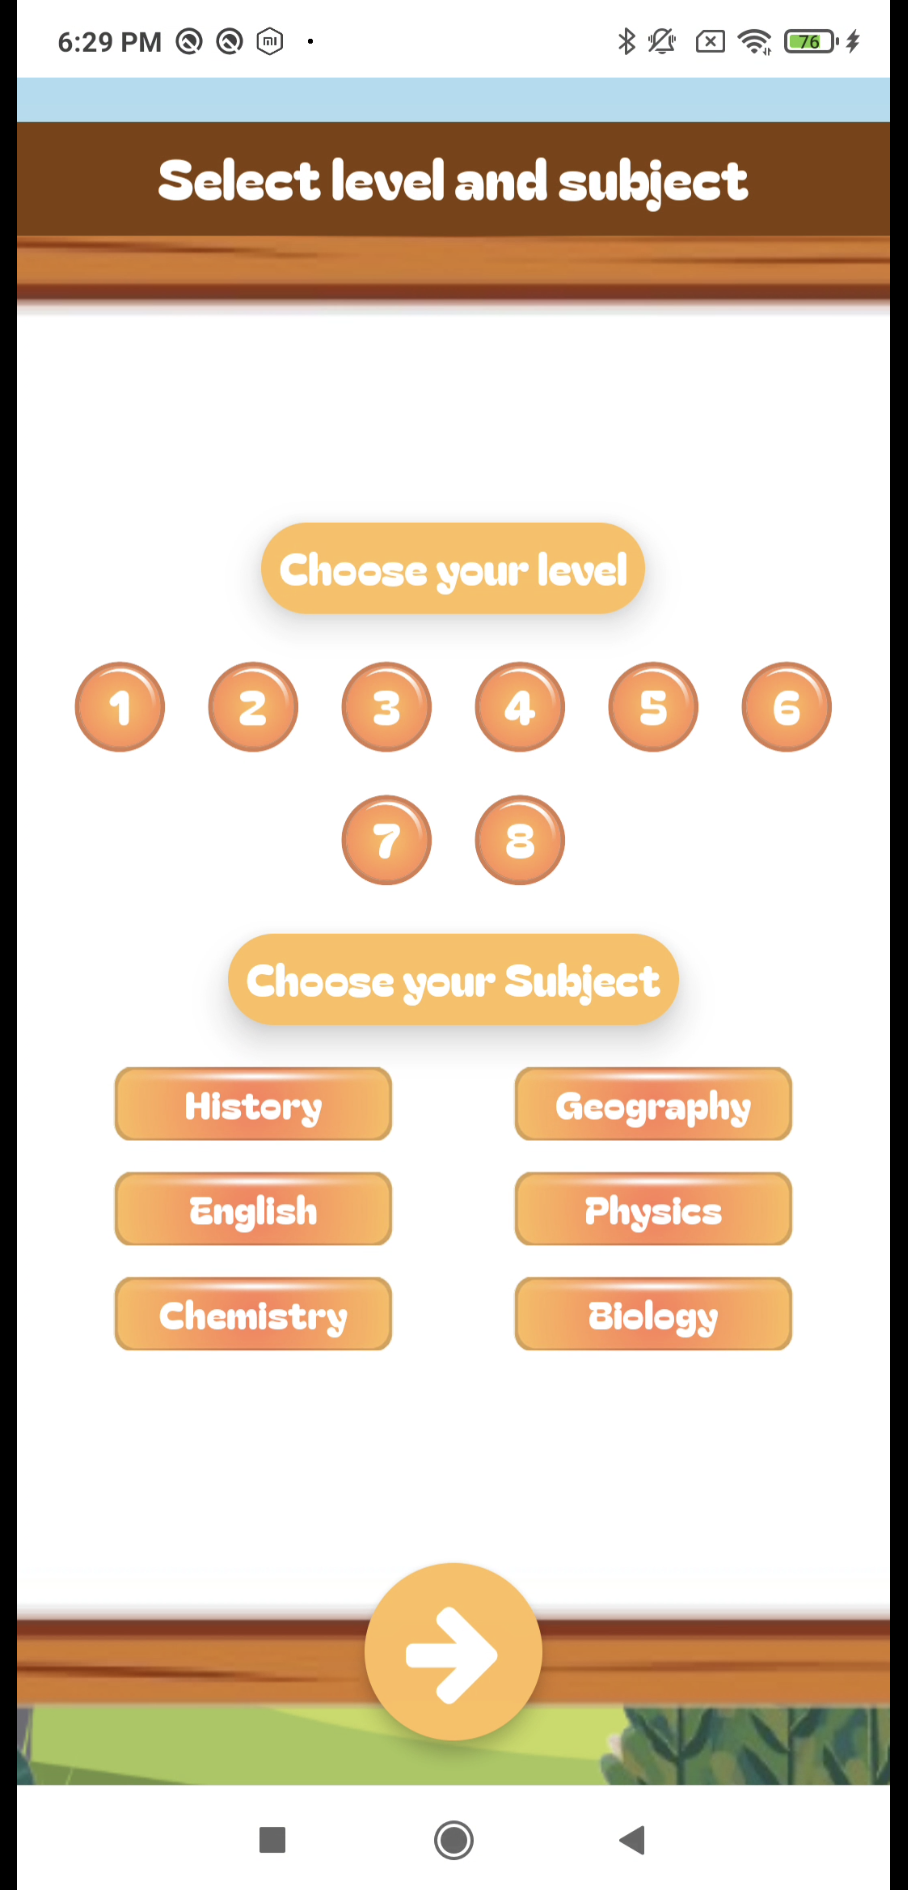 6:29 PM
76
Select level and subject
Choose your level
1 2 3 4 5 6
7 8
Choose your Subject
History Geography
English Physics
Chemistry Biology